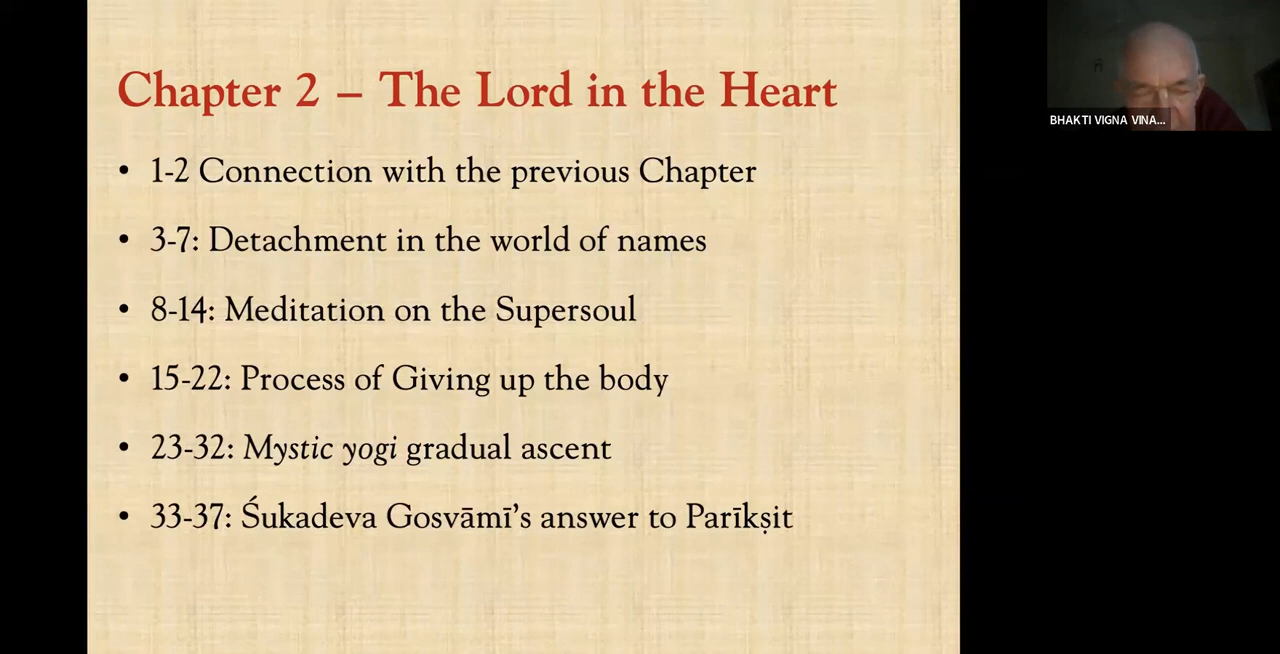 Chapter 2 – The Lord in the Heart
• 1-2 Connection with the previous Chapter
• 3-7: Detachment in the world of names
• 8-14: Meditation on the Supersoul
• 15-22: Process of Giving up the body
• 23-32: Mystic yogi gradual ascent
• 33-37: Śukadeva Gosvāmī’s answer to Parīkṣit
BHAKTI VIGNA VINA...